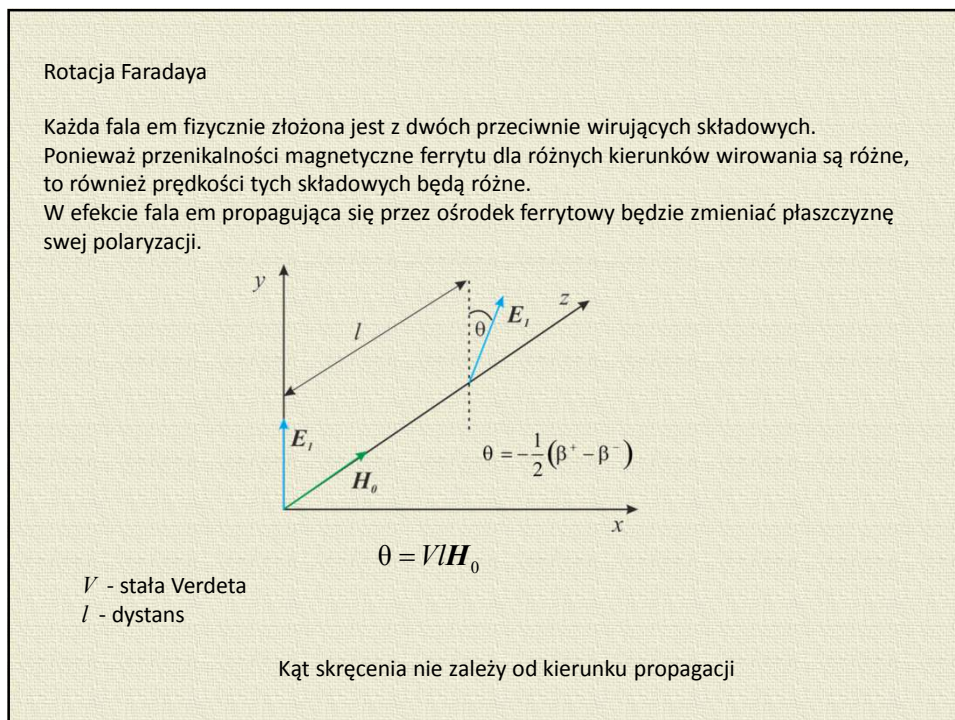 Rotacja Faradaya
Każda fala em fizycznie złożona jest z dwóch przeciwnie wirujących składowych.
Ponieważ przenikalności magnetyczne ferrytu dla różnych kierunków wirowania są różne,
to również prędkości tych składowych będą różne.
W efekcie fala em propagująca się przez ośrodek ferrytowy będzie zmieniać płaszczyznę
swej polaryzacji.
y
z
l
θ
E₁
E₁
H₀
θ = -1/2 (β⁺ - β⁻)
x
θ = VlH₀
V - stała Verdeta
l - dystans
Kąt skręcenia nie zależy od kierunku propagacji